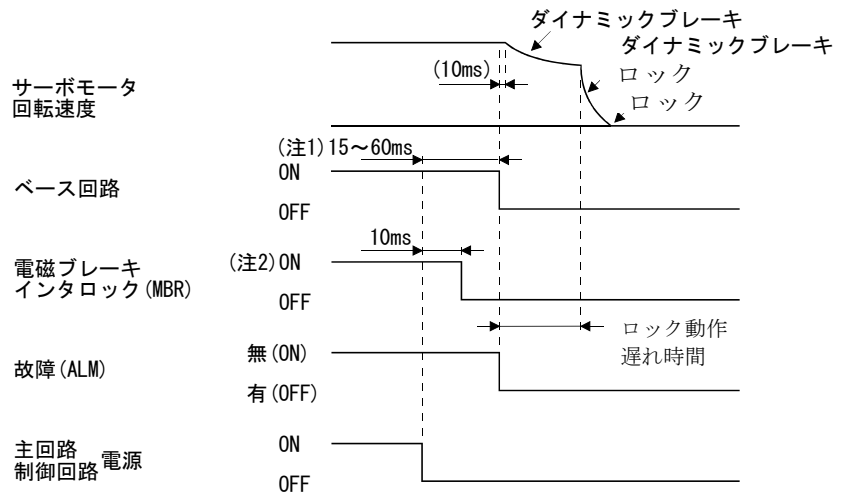 ダイナミックブレーキ
ダイナミックブレーキ
ロック
ロック
(10ms)
サーボモータ
回転速度
(注1)15～60ms
ベース回路
ON
OFF
10ms
電磁ブレーキ
インタロック(MBR)
(注2)ON
OFF
ロック動作
遅れ時間
故障(ALM)
無(ON)
有(OFF)
主回路
制御回路
電源
ON
OFF